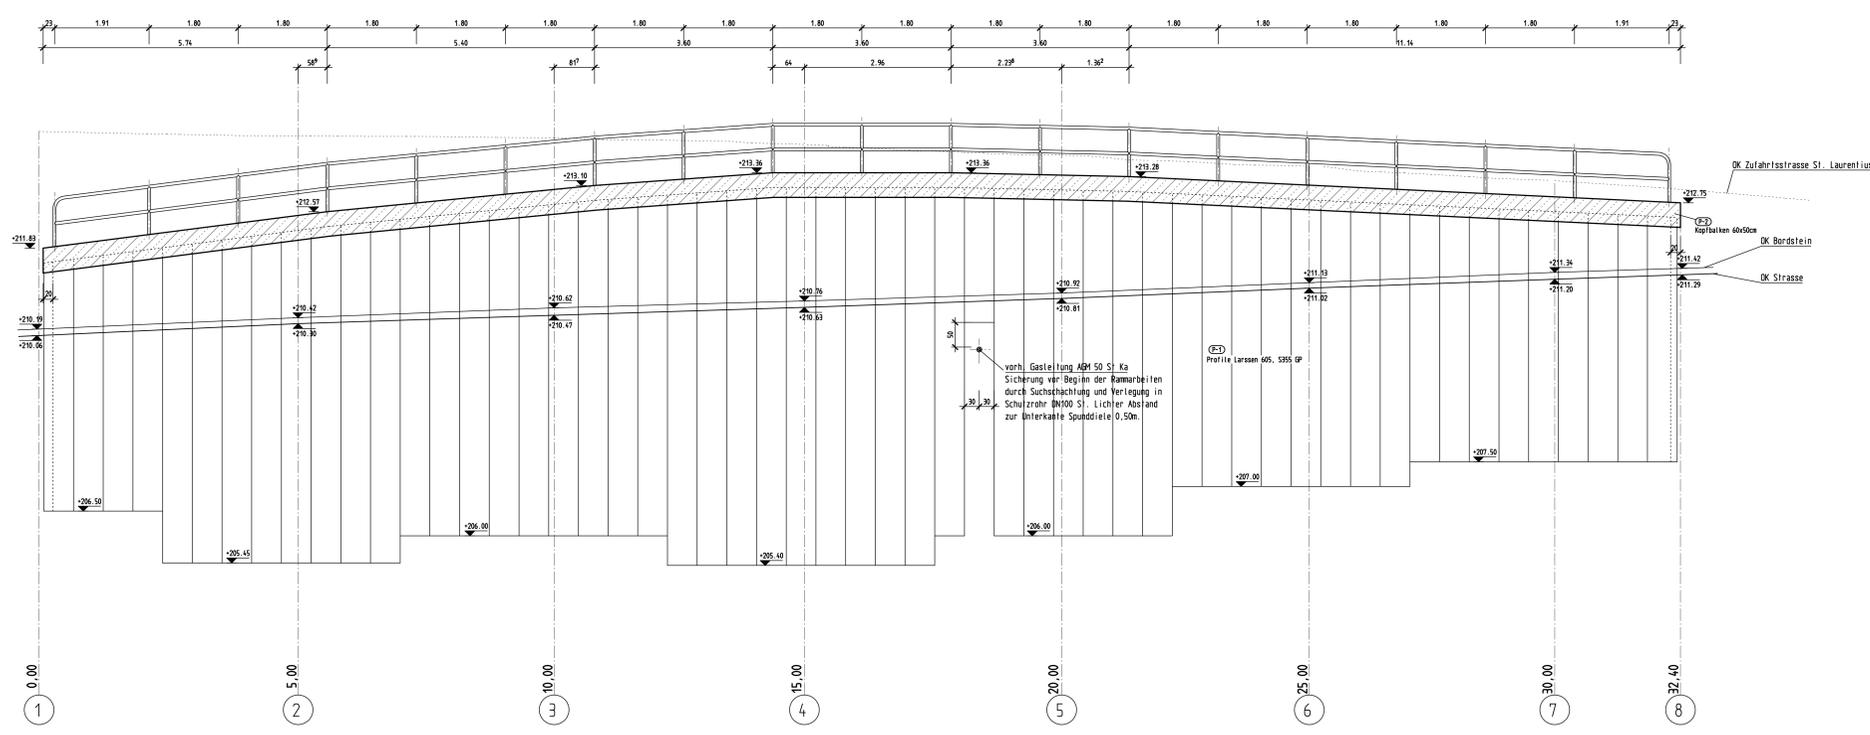 23 1.91 1.80 1.80 1.80 1.80 1.80 1.80 1.80 1.80 1.80 1.80 1.80 1.80 1.80 1.80 1.80 1.80 1.91 23
5.74 5.40 3.60 3.60 3.60 11.14
58⁹ 81⁷ 64 2.96 2.23⁸ 1.36²
OK Zufahrtsstrasse St. Laurentius
+213.36 +213.36 +213.28
+213.10
+212.75
+212.57
P-2
Kopfbalken 60x50cm
+211.83
OK Bordstein
20
+211.42
+211.34
OK Strasse
+211.29
+211.20
+211.13
+211.02
+210.92
+210.81
+210.76
+210.63
+210.62
+210.47
+210.42
+210.30
20
+210.19
+210.06
50
P-1
Profile Larssen 605, S355 GP
vorh. Gasleitung AGM 50 St Ka
Sicherung vor Beginn der Rammarbeiten
durch Suchschachtung und Verlegung in
Schutzrohr DN100 St. Lichter Abstand
zur Unterkante Spunddiele 0,50m.
30 30
+207.50
+207.00
+206.50
+206.00 +206.00
+205.45 +205.40
0,00 5,00 10,00 15,00 20,00 25,00 30,00 32,40
1 2 3 4 5 6 7 8